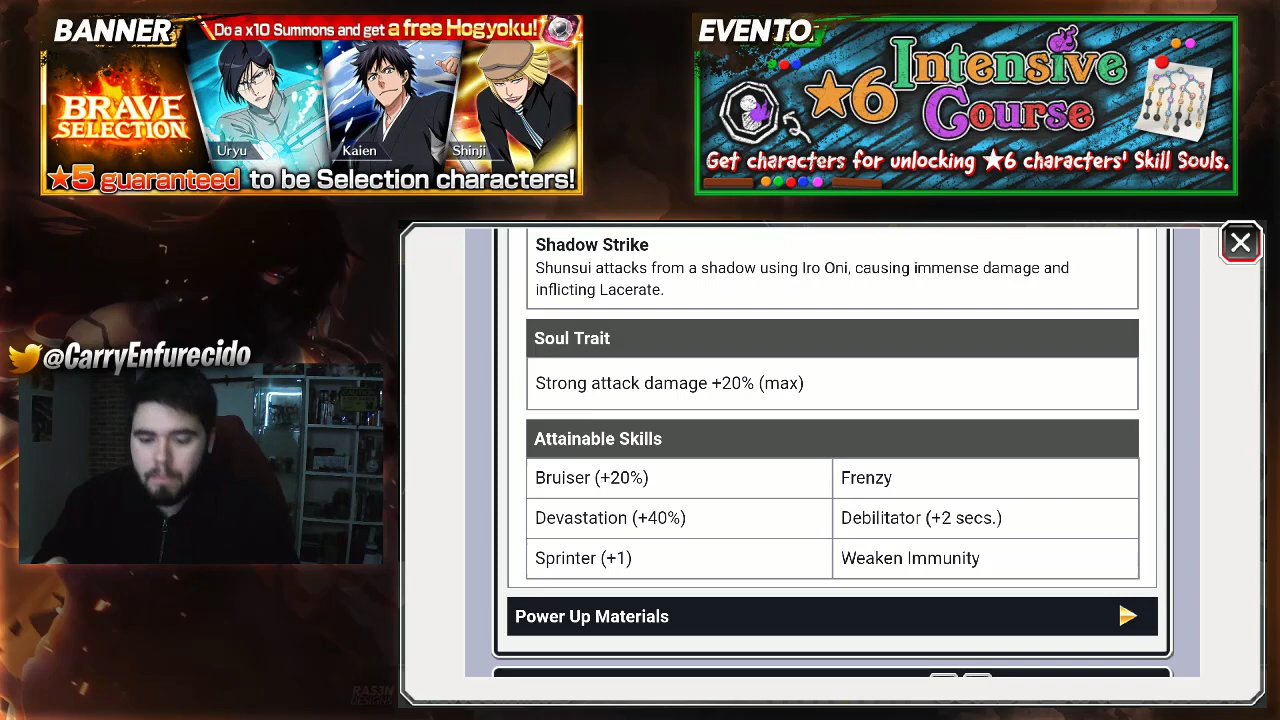 BANNER
Do a x10 Summons and get a free Hogyoku!
BRAVE
SELECTION
Uryu
Kaien
Shinji
★5 guaranteed to be Selection characters!
EVENTO
★6 Intensive
Course
Get characters for unlocking ★6 characters' Skill Souls.
@CarryEnfurecido
Shadow Strike
Shunsui attacks from a shadow using Iro Oni, causing immense damage and
inflicting Lacerate.
Soul Trait
Strong attack damage +20% (max)
Attainable Skills
Bruiser (+20%)
Frenzy
Devastation (+40%)
Debilitator (+2 secs.)
Sprinter (+1)
Weaken Immunity
Power Up Materials
RAS3N
DESIGNS